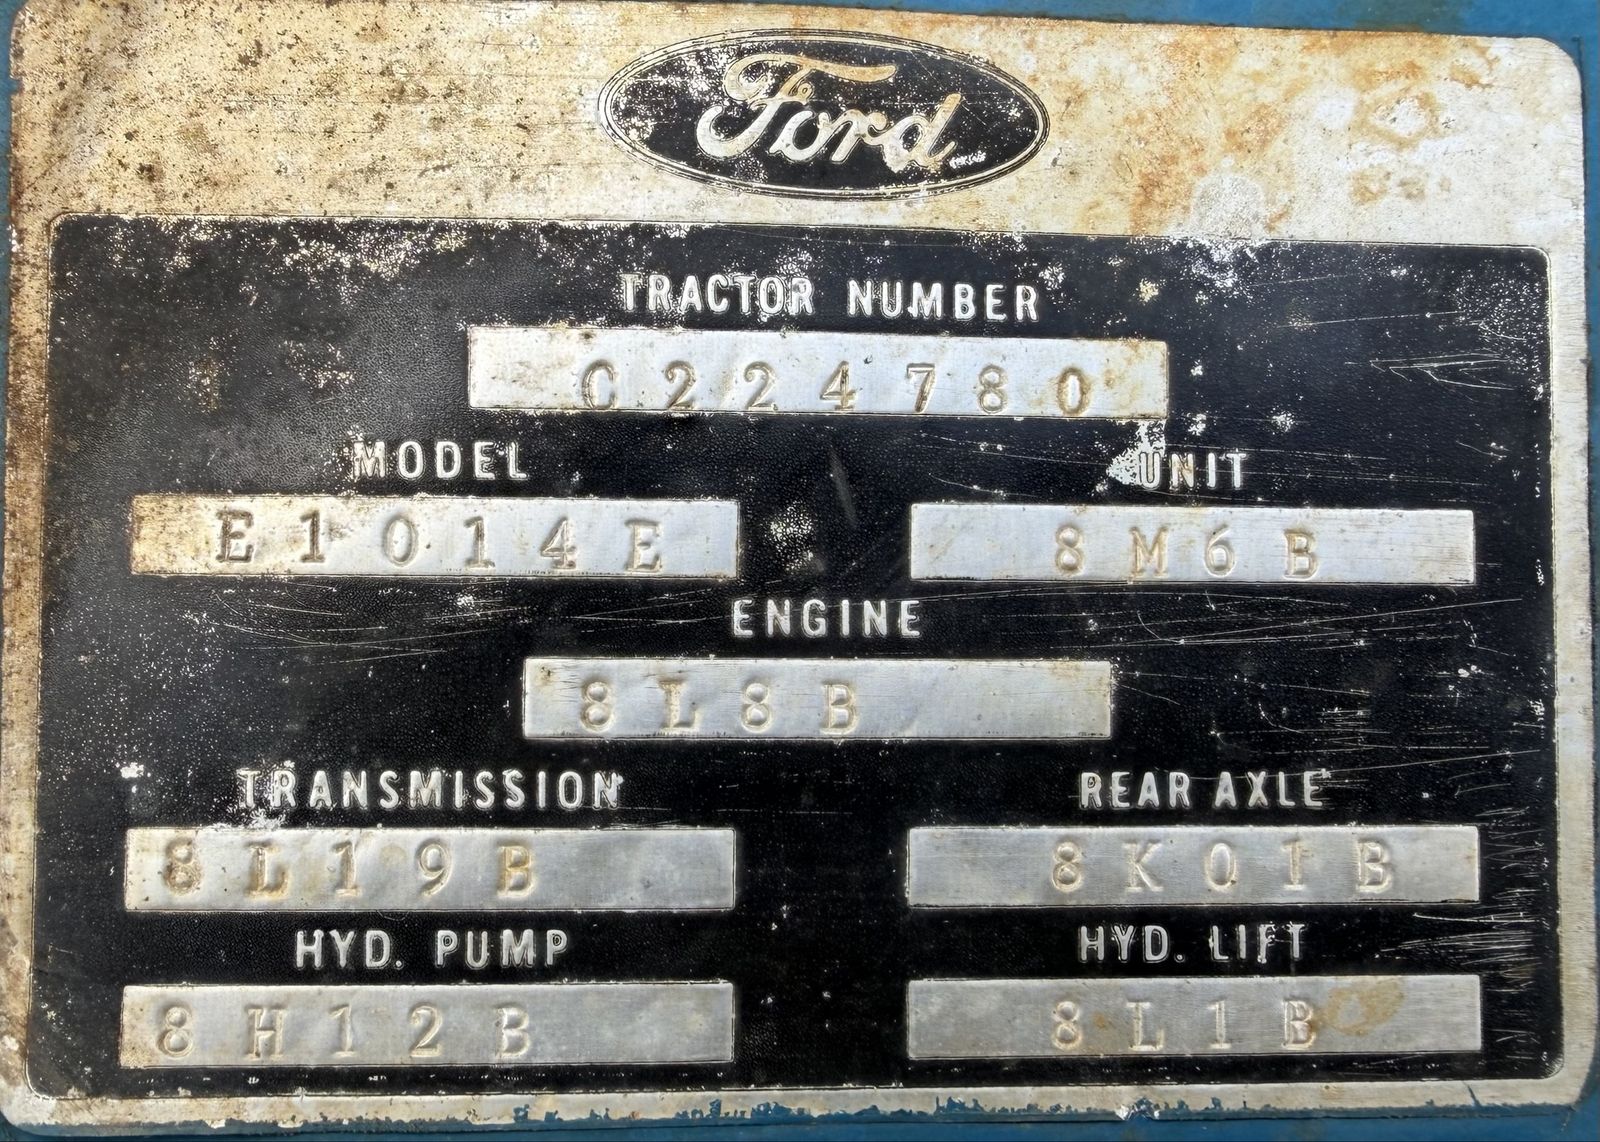 Ford
TRACTOR NUMBER
C224780
MODEL
UNIT
E1014E
8M6B
ENGINE
8L8B
TRANSMISSION
REAR AXLE
8L19B
8K01B
HYD. PUMP
HYD. LIFT
8H12B
8L1B